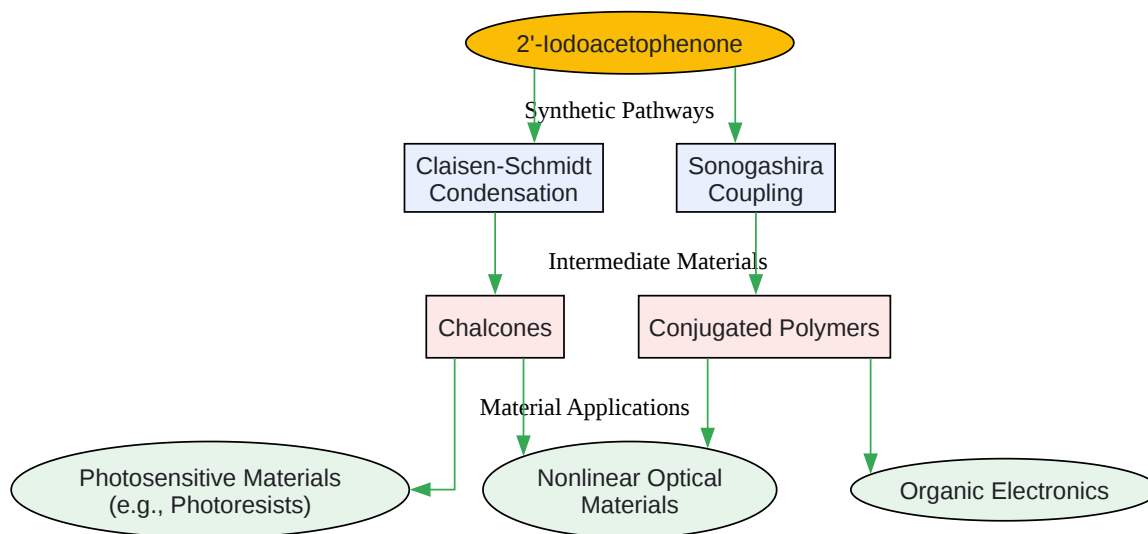 2'-Iodoacetophenone
Synthetic Pathways
Claisen-Schmidt
Condensation
Sonogashira
Coupling
Intermediate Materials
Chalcones
Conjugated Polymers
Material Applications
Photosensitive Materials
(e.g., Photoresists)
Nonlinear Optical
Materials
Organic Electronics